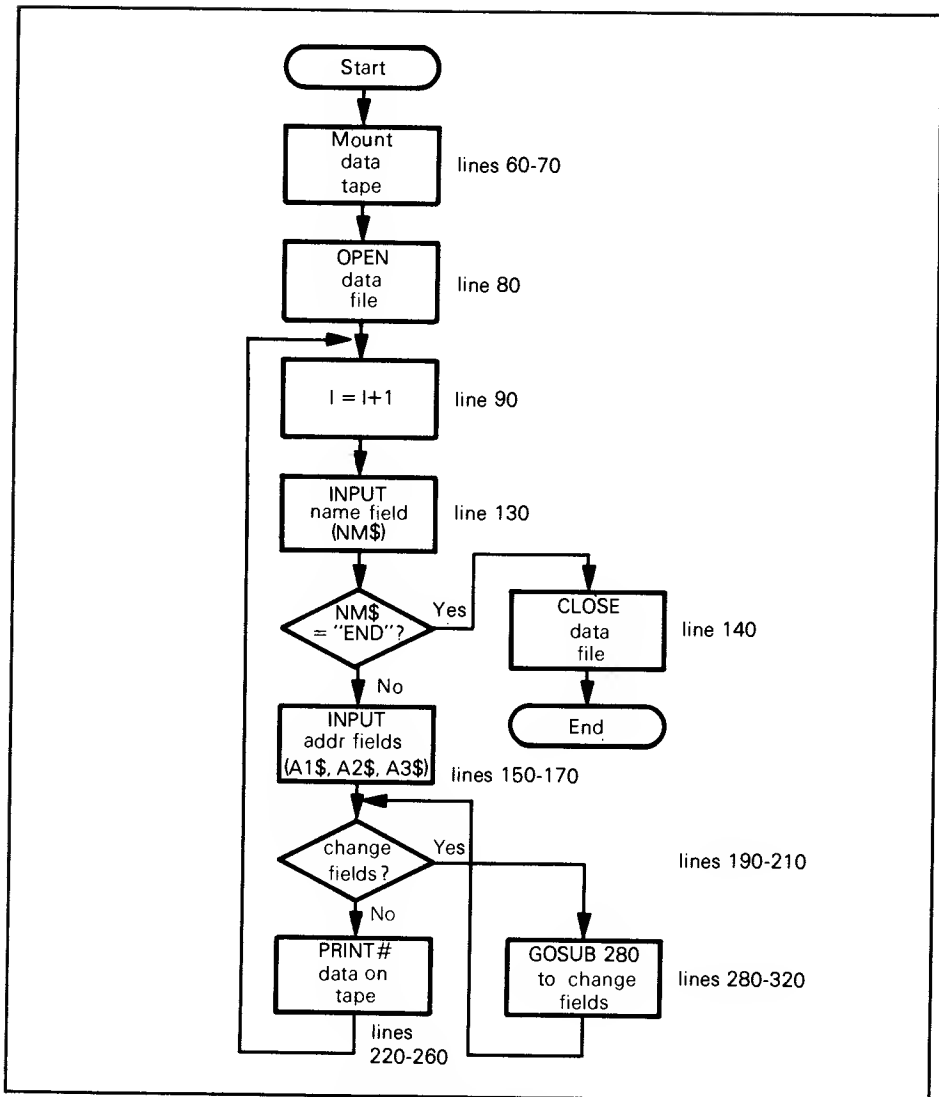 Start
Mount
data
tape
lines 60-70
OPEN
data
file
line 80
I = I+1
line 90
INPUT
name field
(NM$)
line 130
NM$
= "END"?
Yes
No
CLOSE
data
file
line 140
End
INPUT
addr fields
(A1$, A2$, A3$)
lines 150-170
change
fields?
Yes
No
lines 190-210
PRINT#
data on
tape
lines
220-260
GOSUB 280
to change
fields
lines 280-320